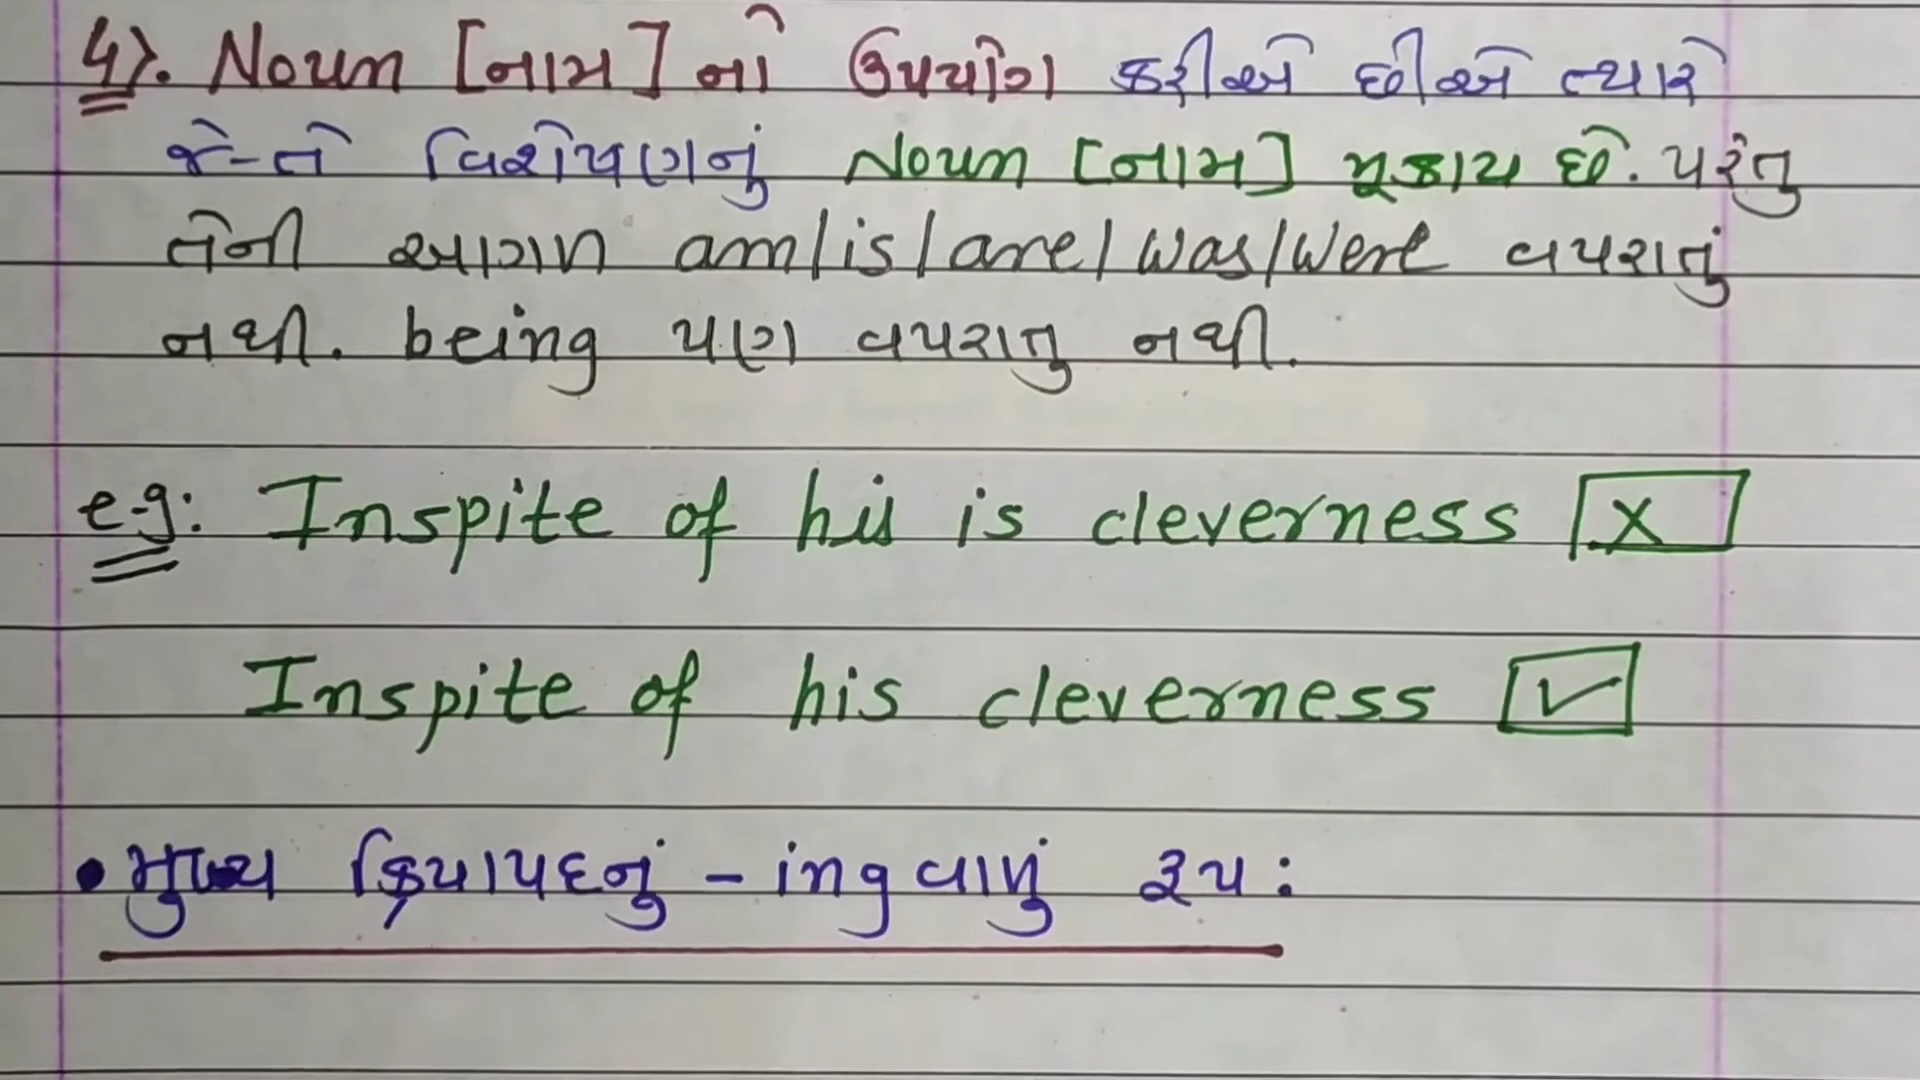 4). Noun [નામ] નો ઉપયોગ કરીએ છીએ ત્યારે
જે-તે વિશેષણનું Noun [નામ] મૂકાય છે. પરંતુ
તેની આગળ am/is/are/was/were વપરાતું
નથી. being પણ વપરાતુ નથી.
e.g: Inspite of his is cleverness X
Inspite of his cleverness ✓
• મુખ્ય ક્રિયાપદનું - ing વાળું રૂપ :